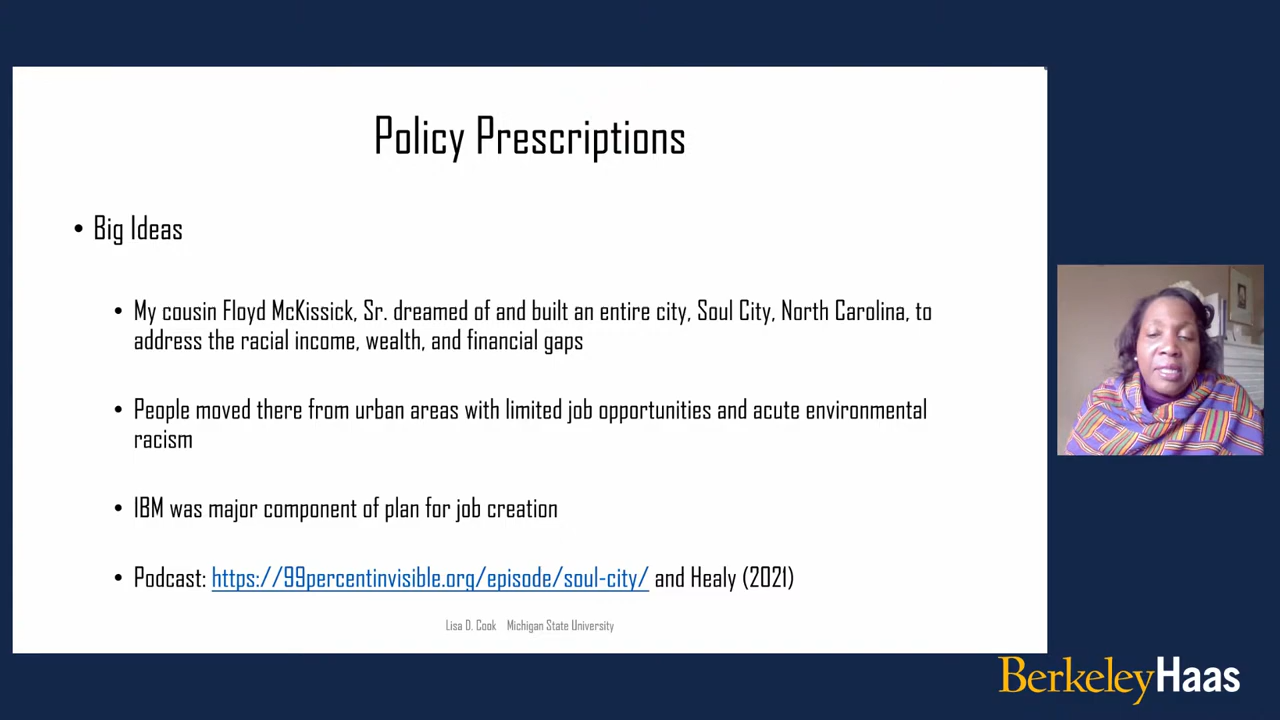 Policy Prescriptions
• Big Ideas
• My cousin Floyd McKissick, Sr. dreamed of and built an entire city, Soul City, North Carolina, to
address the racial income, wealth, and financial gaps
• People moved there from urban areas with limited job opportunities and acute environmental
racism
• IBM was major component of plan for job creation
• Podcast: https://99percentinvisible.org/episode/soul-city/ and Healy (2021)
Lisa D. Cook Michigan State University
BerkeleyHaas